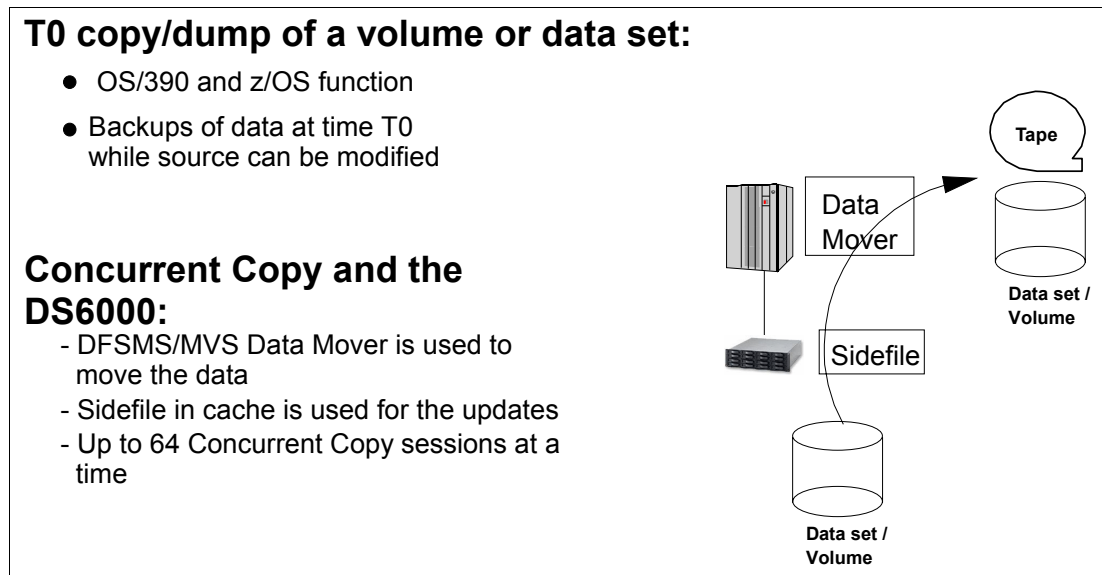 T0 copy/dump of a volume or data set:
● OS/390 and z/OS function
● Backups of data at time T0
while source can be modified
Concurrent Copy and the
DS6000:
- DFSMS/MVS Data Mover is used to
move the data
- Sidefile in cache is used for the updates
- Up to 64 Concurrent Copy sessions at a
time
Tape
Data
Mover
Data set /
Volume
Sidefile
Data set /
Volume